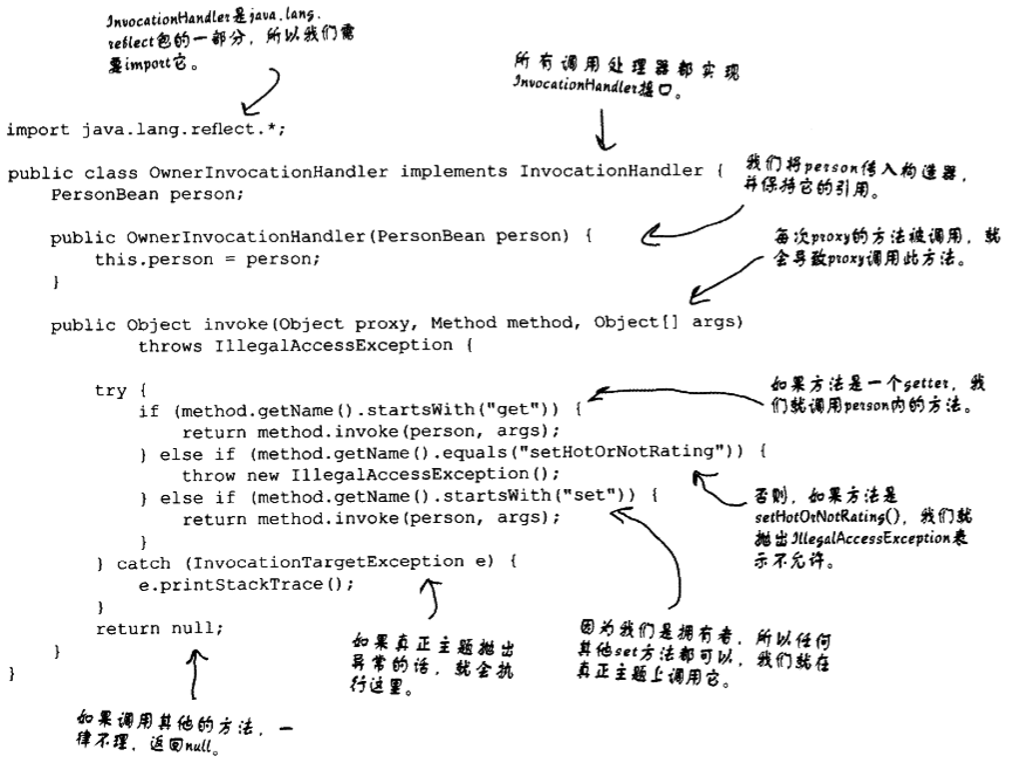 InvocationHandler是java.lang.
reflect包的一部分，所以我们需
要import它。
所有调用处理器都实现
InvocationHandler接口。
import java.lang.reflect.*;
public class OwnerInvocationHandler implements InvocationHandler {
PersonBean person;
我们将person传入构造器，
并保持它的引用。
public OwnerInvocationHandler(PersonBean person) {
this.person = person;
}
每次proxy的方法被调用，就
会导致proxy调用此方法。
public Object invoke(Object proxy, Method method, Object[] args)
throws IllegalAccessException {
try {
如果方法是一个getter，我
们就调用person内的方法。
if (method.getName().startsWith("get")) {
return method.invoke(person, args);
} else if (method.getName().equals("setHotOrNotRating")) {
throw new IllegalAccessException();
} else if (method.getName().startsWith("set")) {
return method.invoke(person, args);
}
否则，如果方法是
setHotOrNotRating()，我们就
抛出IllegalAccessException表
示不允许。
} catch (InvocationTargetException e) {
e.printStackTrace();
}
return null;
}
}
如果真正主题抛出
异常的话，就会执
行这里。
因为我们是拥有者，所以任何
其他set方法都可以，我们就在
真正主题上调用它。
如果调用其他的方法，一
律不理，返回null。